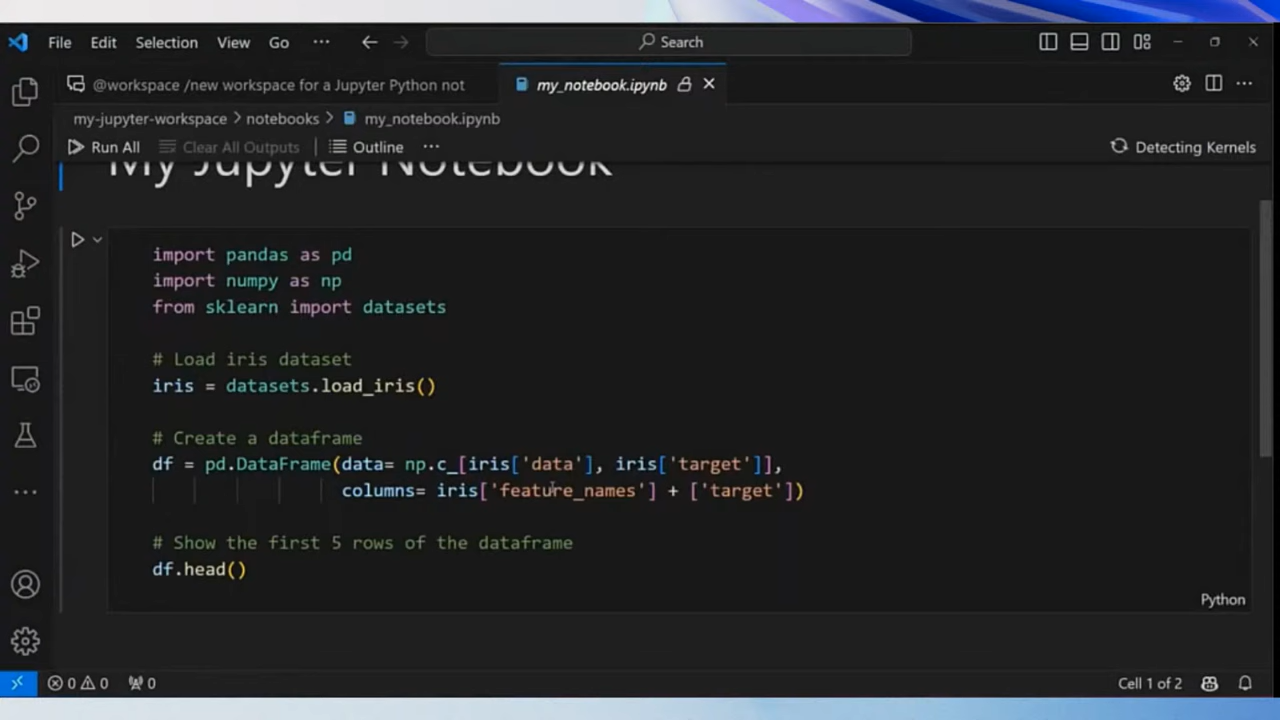 File Edit Selection View Go ··· Search
@workspace /new workspace for a Jupyter Python not my_notebook.ipynb
my-jupyter-workspace > notebooks > my_notebook.ipynb
Run All Clear All Outputs Outline ··· Detecting Kernels
My Jupyter Notebook
import pandas as pd
import numpy as np
from sklearn import datasets
# Load iris dataset
iris = datasets.load_iris()
# Create a dataframe
df = pd.DataFrame(data= np.c_[iris['data'], iris['target']],
columns= iris['feature_names'] + ['target'])
# Show the first 5 rows of the dataframe
df.head()
Python
0 0 0 Cell 1 of 2